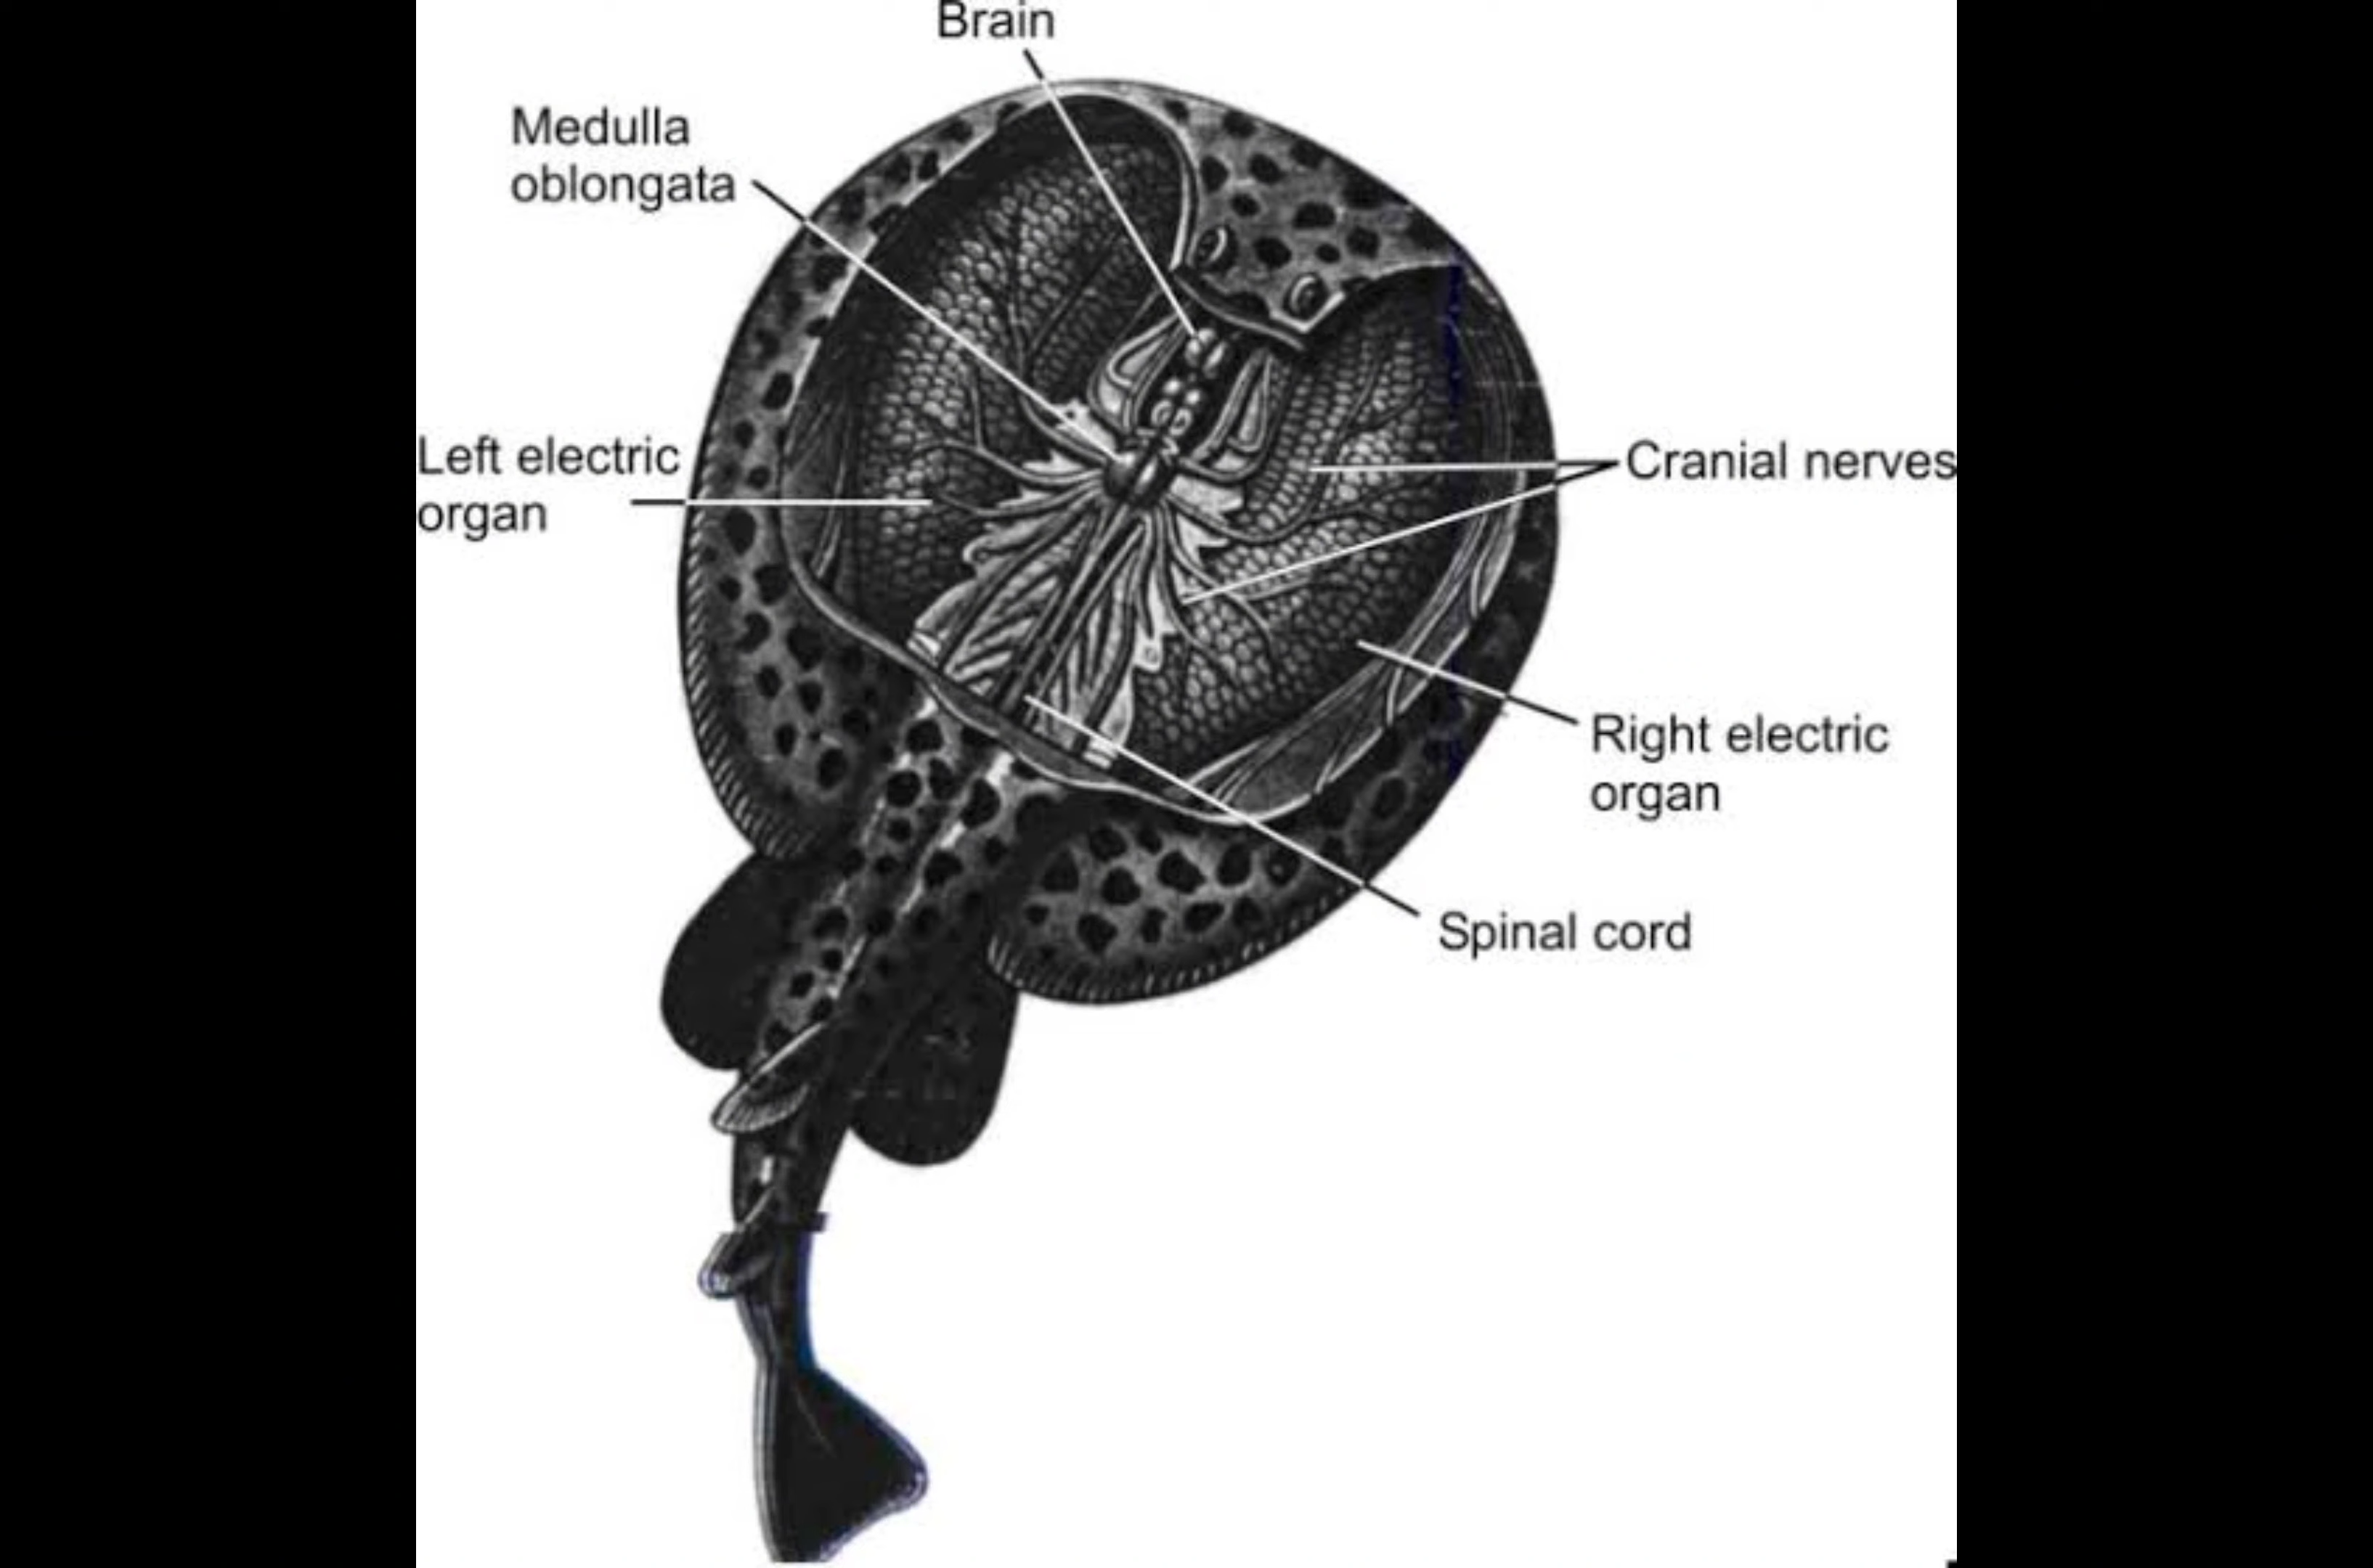 Brain
Medulla
oblongata
Left electric
organ
Cranial nerves
Right electric
organ
Spinal cord